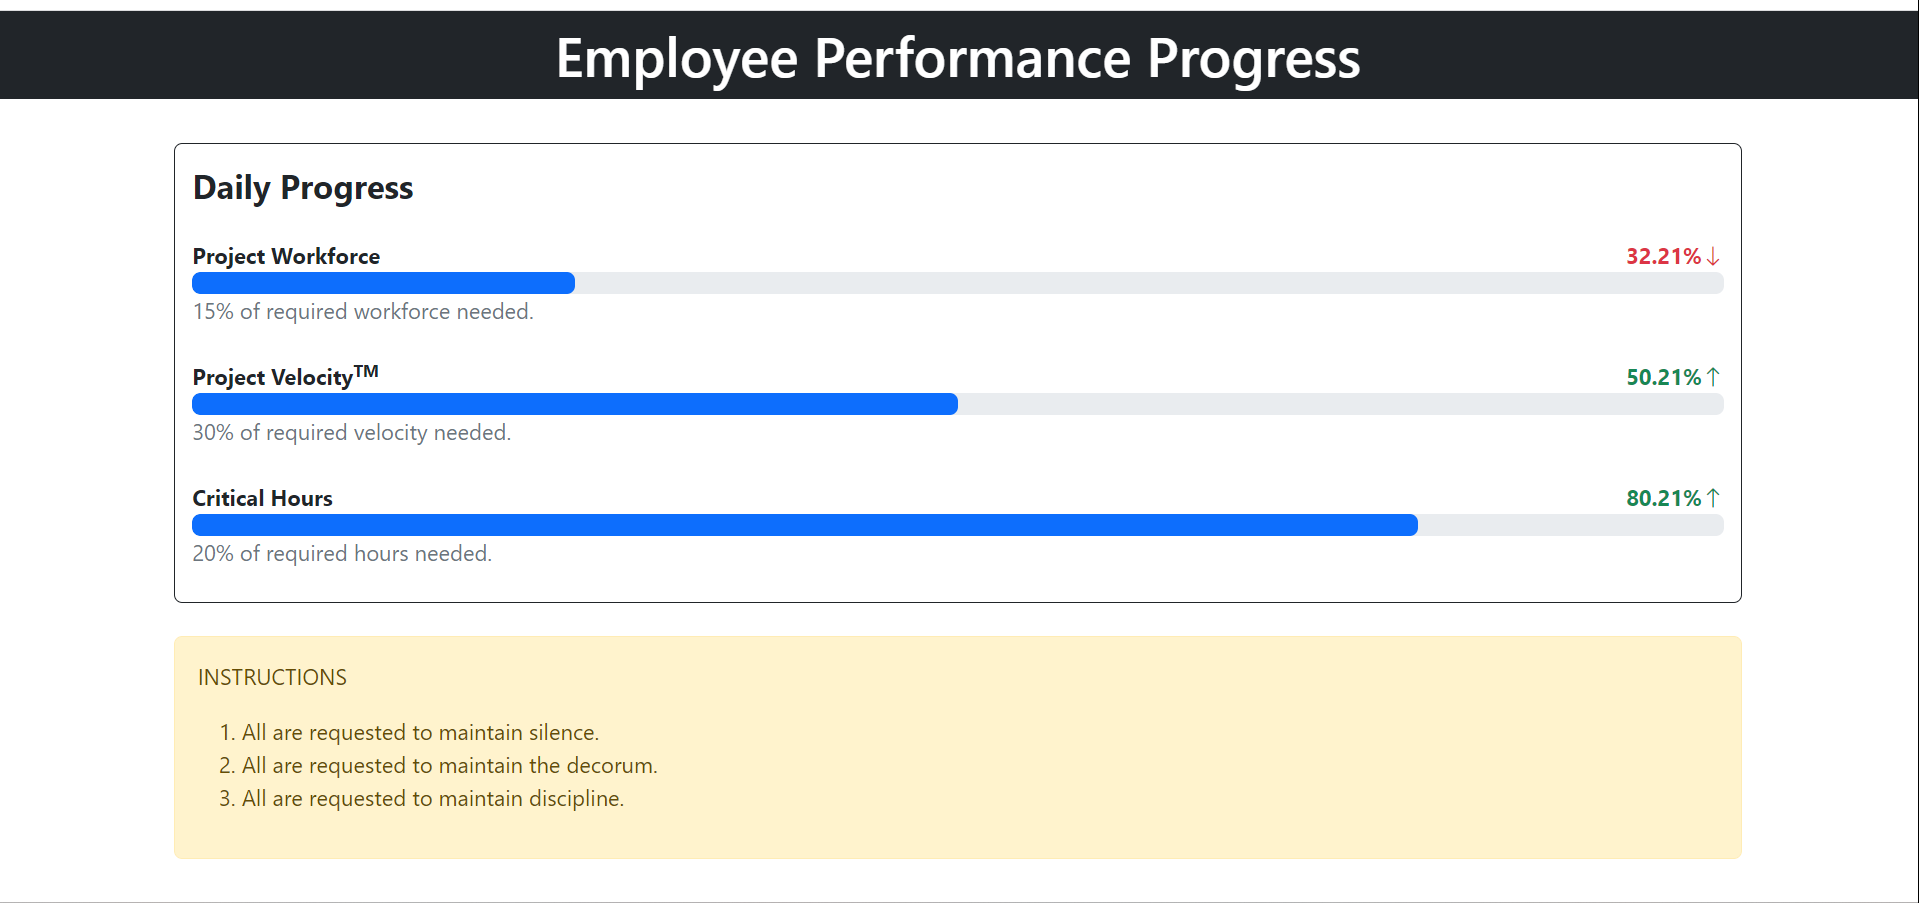 Employee Performance Progress
Daily Progress
Project Workforce 32.21%↓
15% of required workforce needed.
Project Velocity™ 50.21%↑
30% of required velocity needed.
Critical Hours 80.21%↑
20% of required hours needed.
INSTRUCTIONS
1. All are requested to maintain silence.
2. All are requested to maintain the decorum.
3. All are requested to maintain discipline.